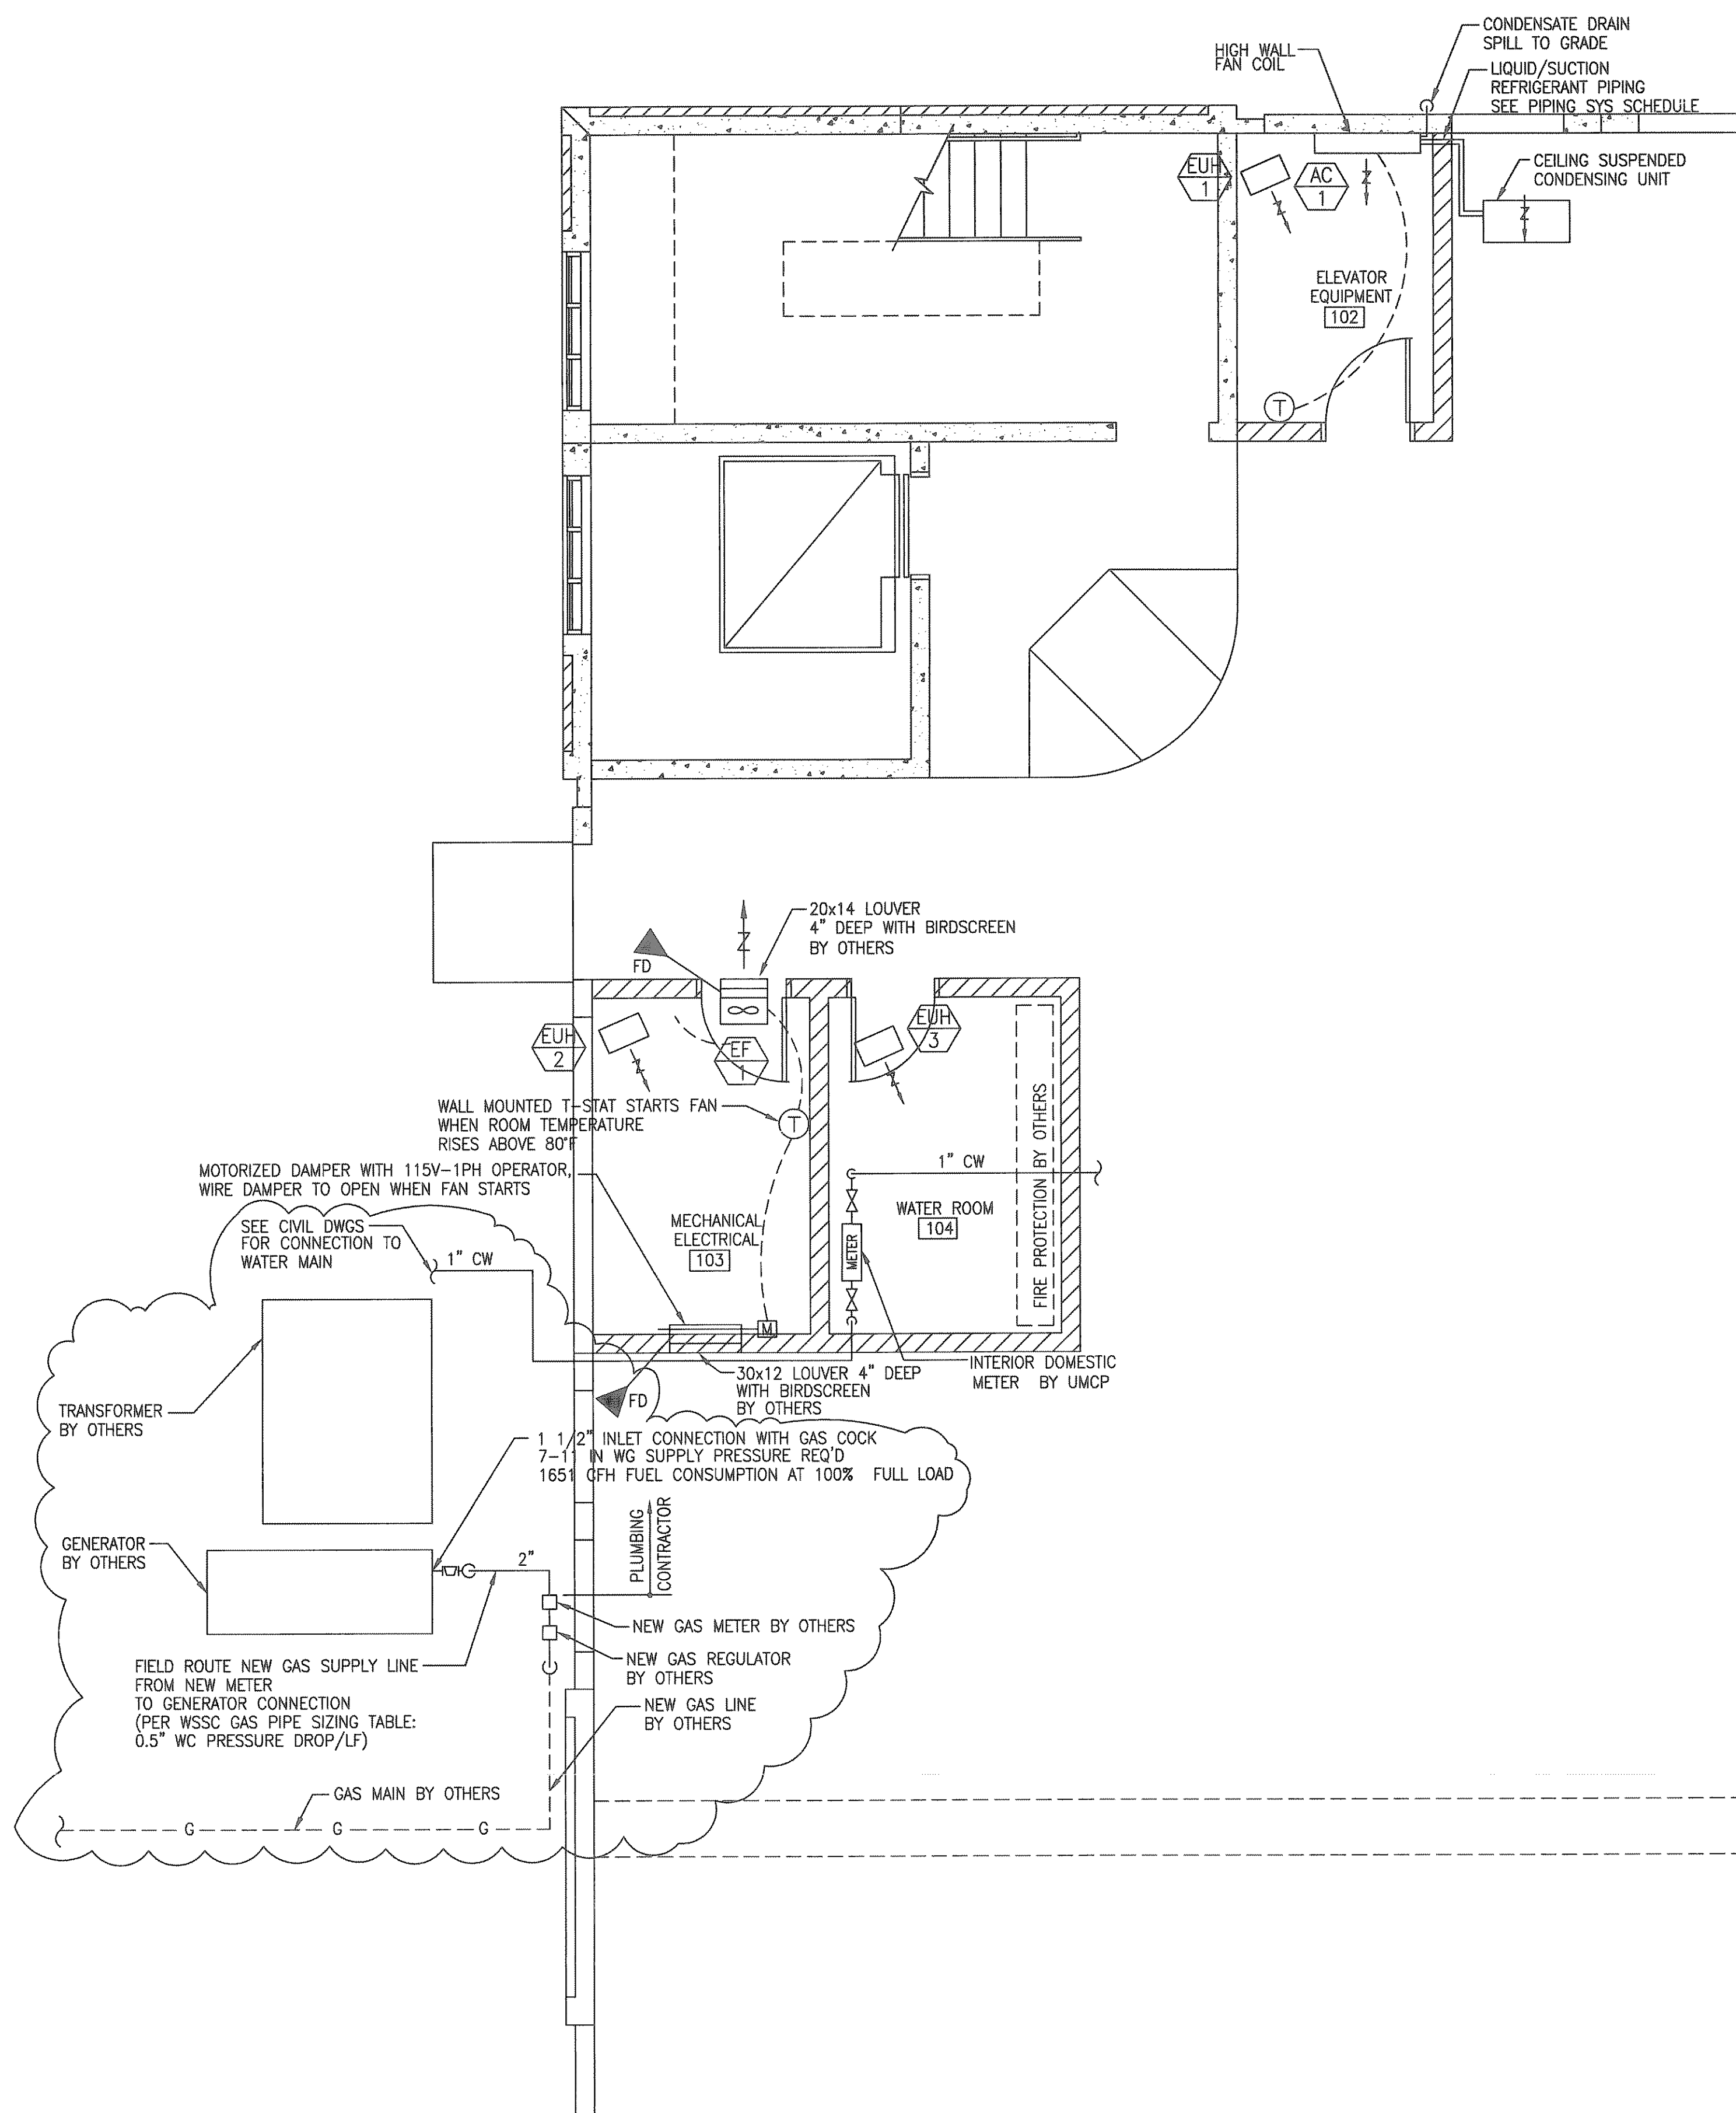 CONDENSATE DRAIN
SPILL TO GRADE
HIGH WALL
FAN COIL
LIQUID/SUCTION
REFRIGERANT PIPING
SEE PIPING SYS SCHEDULE
CEILING SUSPENDED
CONDENSING UNIT
EUH
1
AC
1
ELEVATOR
EQUIPMENT
102
T
20x14 LOUVER
4" DEEP WITH BIRDSCREEN
BY OTHERS
FD
EUH
2
EF
1
EUH
3
WALL MOUNTED T-STAT STARTS FAN
WHEN ROOM TEMPERATURE
RISES ABOVE 80°F
T
MOTORIZED DAMPER WITH 115V-1PH OPERATOR,
WIRE DAMPER TO OPEN WHEN FAN STARTS
FIRE PROTECTION BY OTHERS
1" CW
WATER ROOM
104
METER
MECHANICAL
ELECTRICAL
103
M
SEE CIVIL DWGS
FOR CONNECTION TO
WATER MAIN
1" CW
30x12 LOUVER 4" DEEP
WITH BIRDSCREEN
BY OTHERS
INTERIOR DOMESTIC
METER BY UMCP
FD
TRANSFORMER
BY OTHERS
1 1/2" INLET CONNECTION WITH GAS COCK
7-11 IN WG SUPPLY PRESSURE REQ'D
1651 CFH FUEL CONSUMPTION AT 100% FULL LOAD
PLUMBING
CONTRACTOR
GENERATOR
BY OTHERS
2"
NEW GAS METER BY OTHERS
NEW GAS REGULATOR
BY OTHERS
FIELD ROUTE NEW GAS SUPPLY LINE
FROM NEW METER
TO GENERATOR CONNECTION
(PER WSSC GAS PIPE SIZING TABLE:
0.5" WC PRESSURE DROP/LF)
NEW GAS LINE
BY OTHERS
GAS MAIN BY OTHERS
G G G